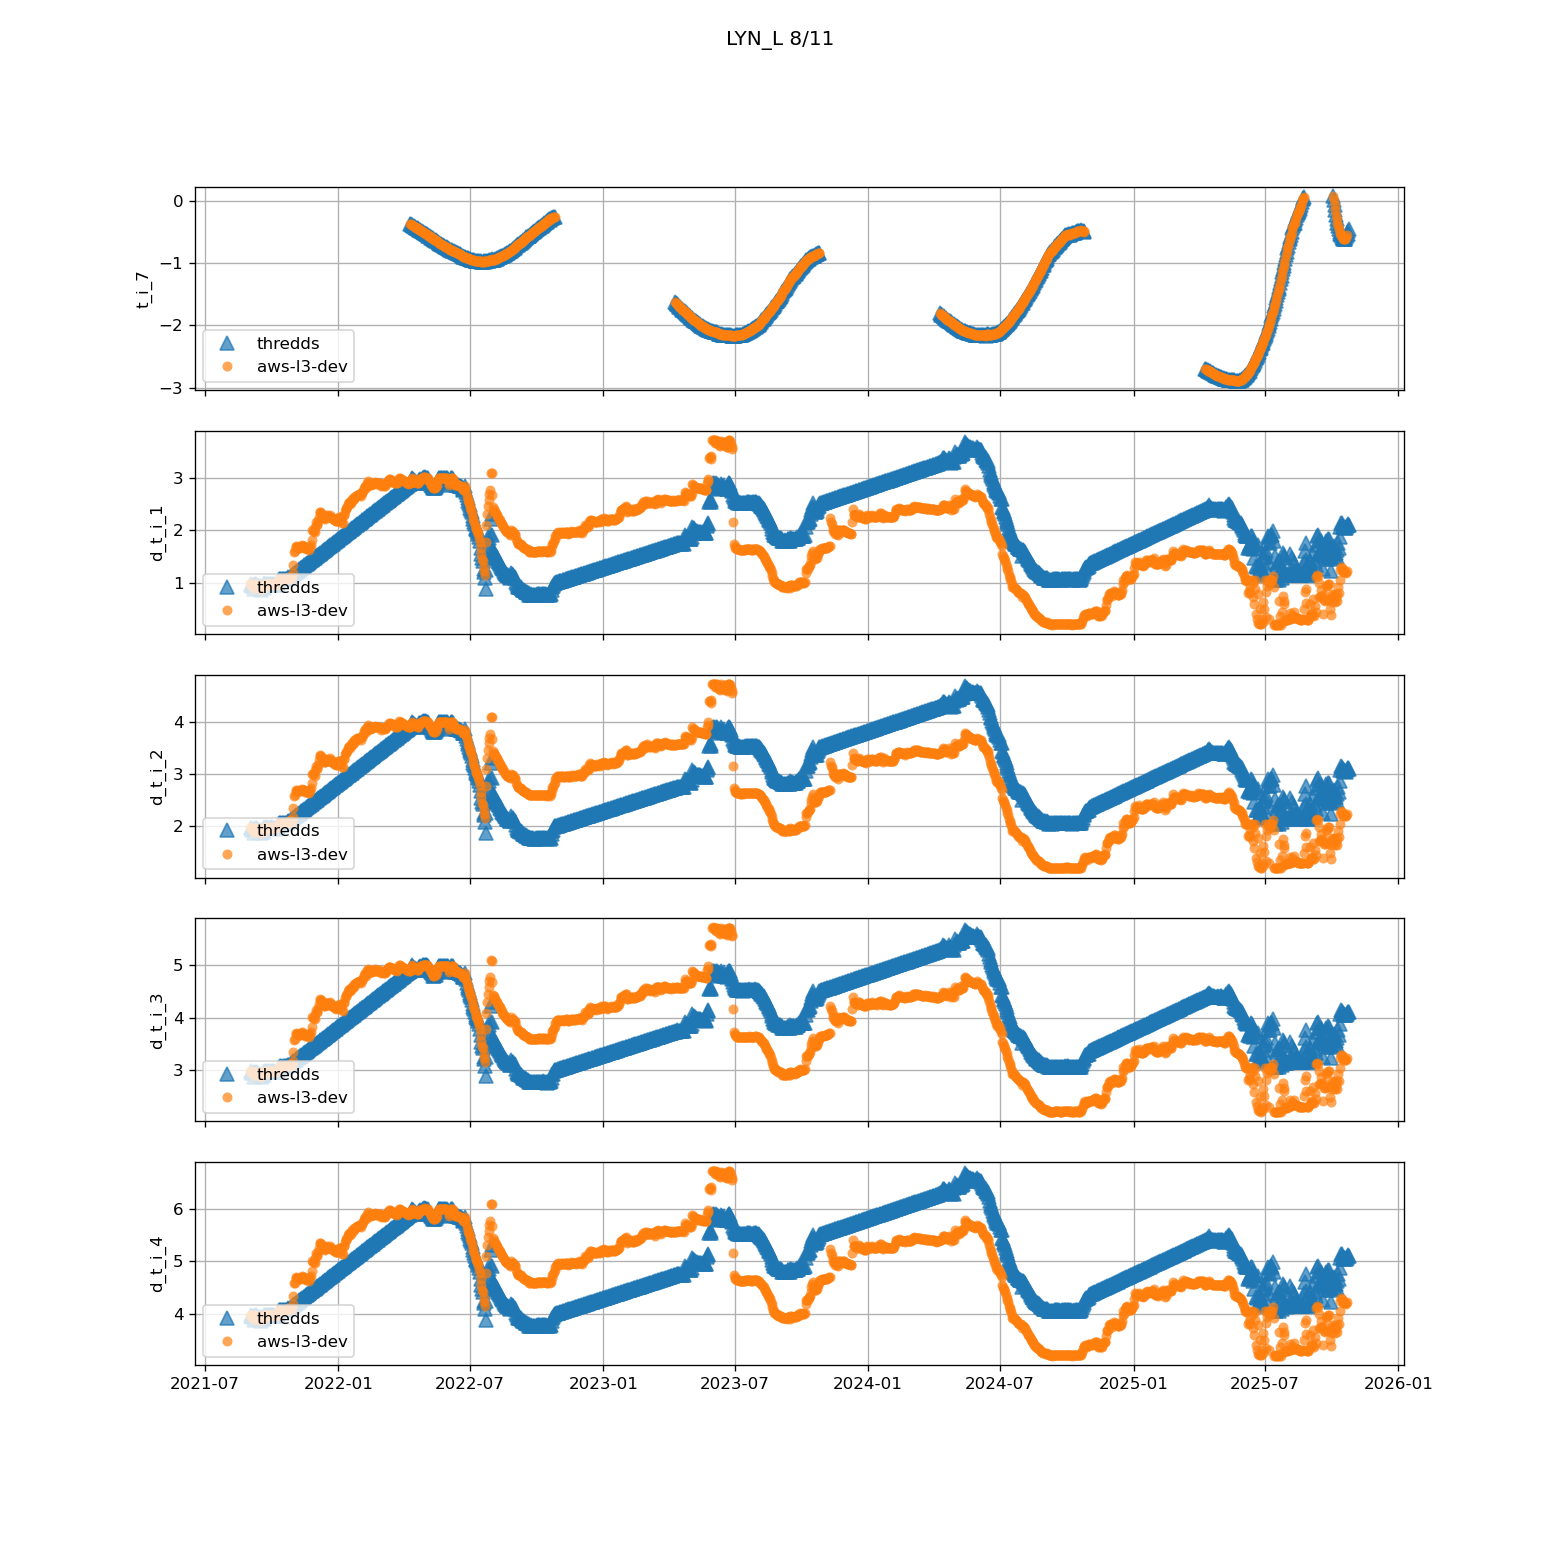 LYN_L 8/11
0
−1
−2
−3
t_i_7
thredds
aws-l3-dev
3
2
1
d_t_i_1
thredds
aws-l3-dev
4
3
2
d_t_i_2
thredds
aws-l3-dev
5
4
3
d_t_i_3
thredds
aws-l3-dev
6
5
4
d_t_i_4
thredds
aws-l3-dev
2021-07 2022-01 2022-07 2023-01 2023-07 2024-01 2024-07 2025-01 2025-07 2026-01